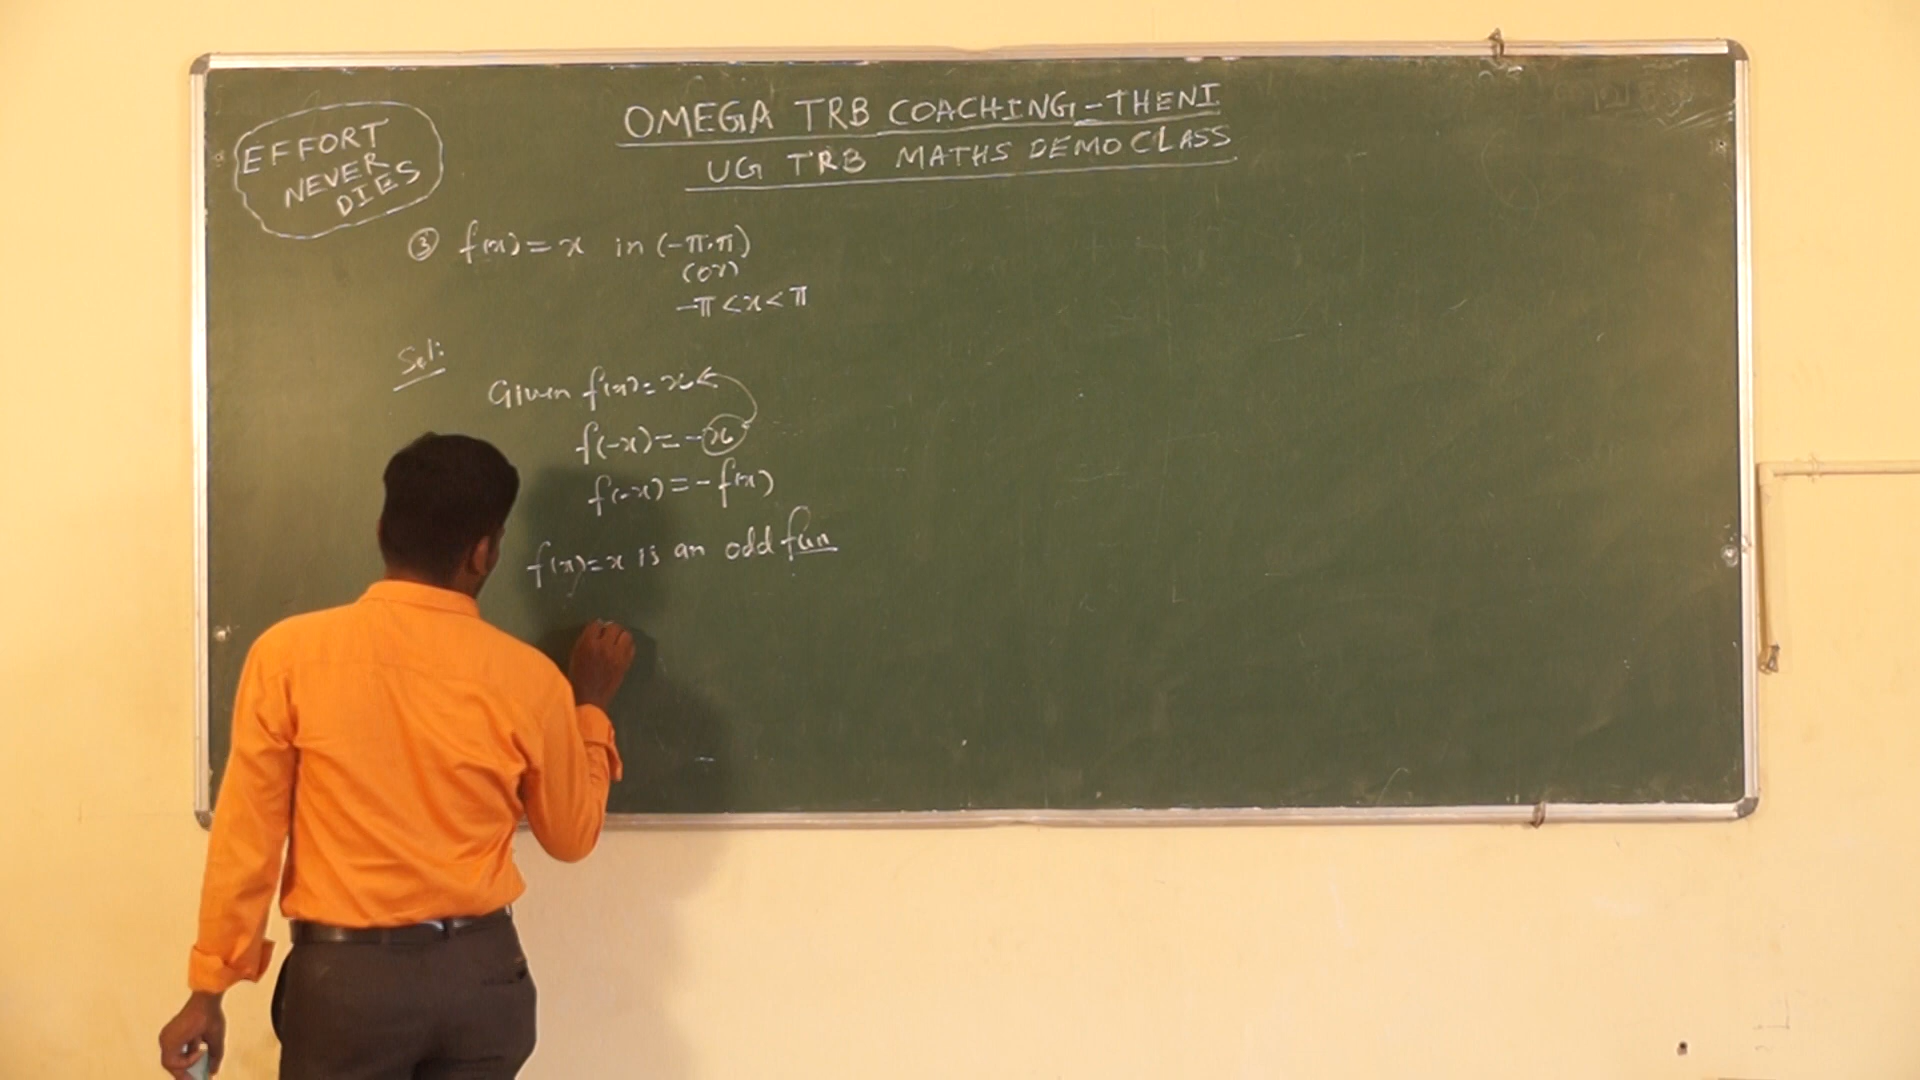 OMEGA TRB COACHING-THENI
UG TRB MATHS DEMO CLASS
EFFORT
NEVER
DIES
③ f(x)=x in (-π,π)
(or)
-π<x<π
Sol:
Given f(x)=x
f(-x)=-x
f(-x)=-f(x)
f(x)=x is an odd fun